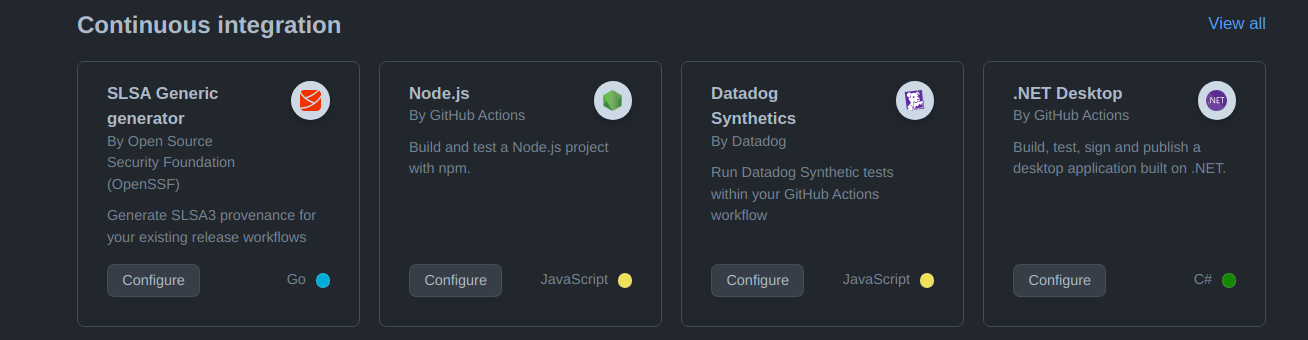 Continuous integration
View all
SLSA Generic
generator
By Open Source
Security Foundation
(OpenSSF)
Generate SLSA3 provenance for
your existing release workflows
Configure
Go
Node.js
By GitHub Actions
Build and test a Node.js project
with npm.
Configure
JavaScript
Datadog
Synthetics
By Datadog
Run Datadog Synthetic tests
within your GitHub Actions
workflow
Configure
JavaScript
.NET Desktop
By GitHub Actions
.NET
Build, test, sign and publish a
desktop application built on .NET.
Configure
C#